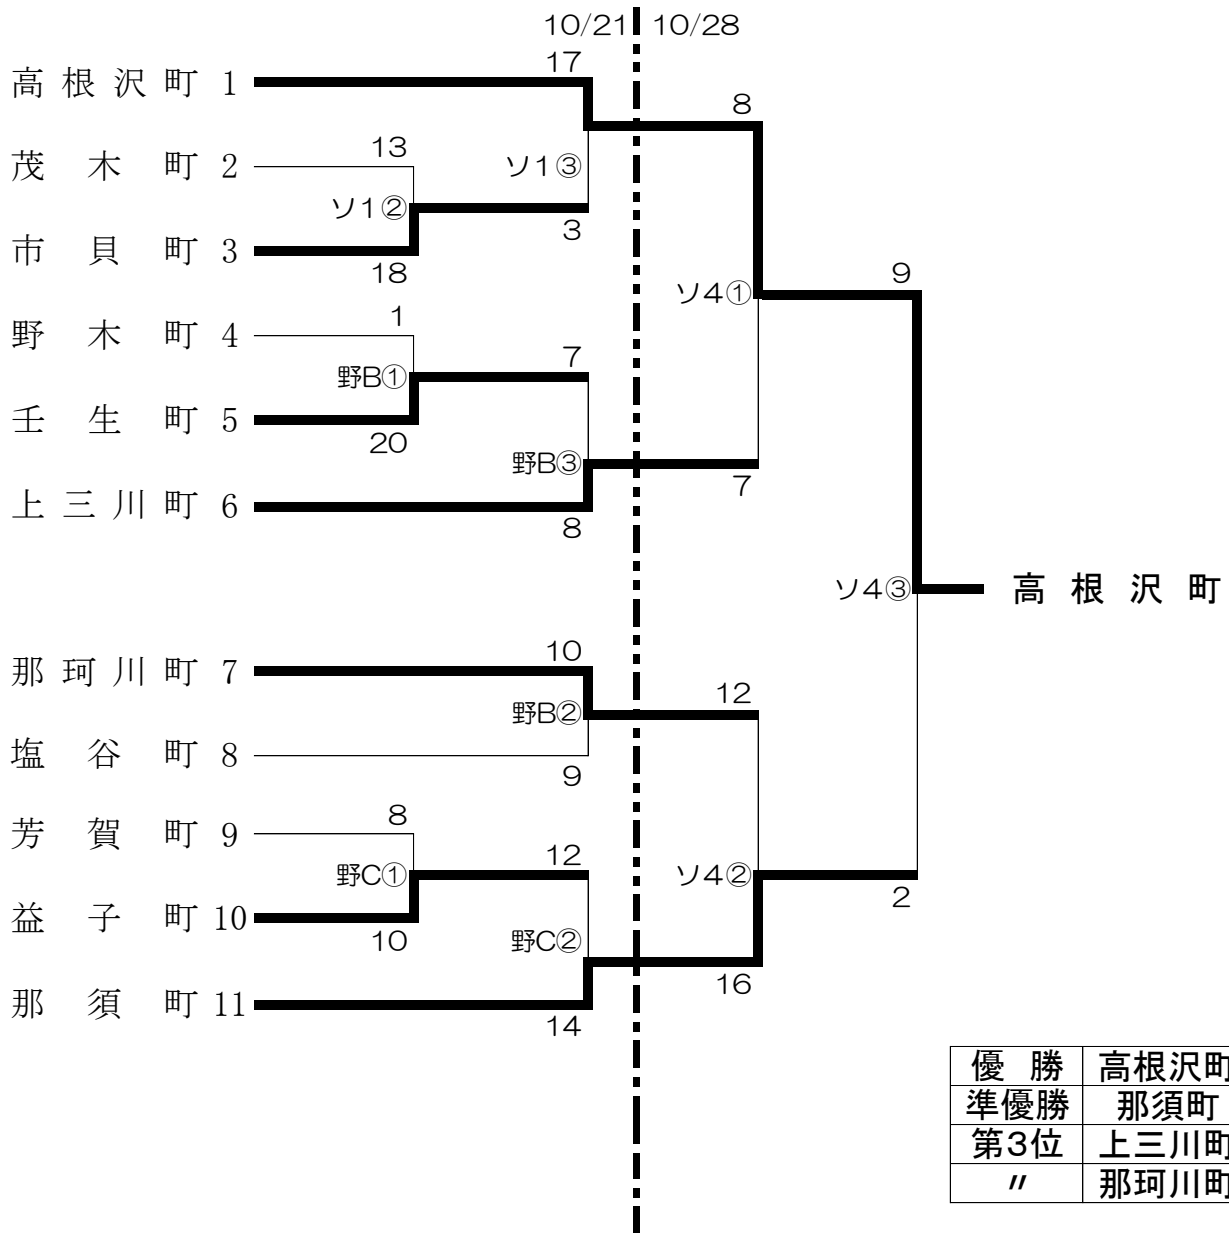 10/21 10/28
17
高根沢町 1
8
13
茂木町 2
ソ1③
ソ1②
3
市貝町 3
18
9
ソ4①
1
野木町 4
7
野B①
壬生町 5
20
野B③
7
上三川町 6
8
ソ4③ 高根沢町
10
那珂川町 7
12
野B②
塩谷町 8
9
8
芳賀町 9
12
野C① ソ4②
2
益子町 10
10
野C②
16
那須町 11
14
優勝 高根沢町
準優勝 那須町
第3位 上三川町
〃 那珂川町